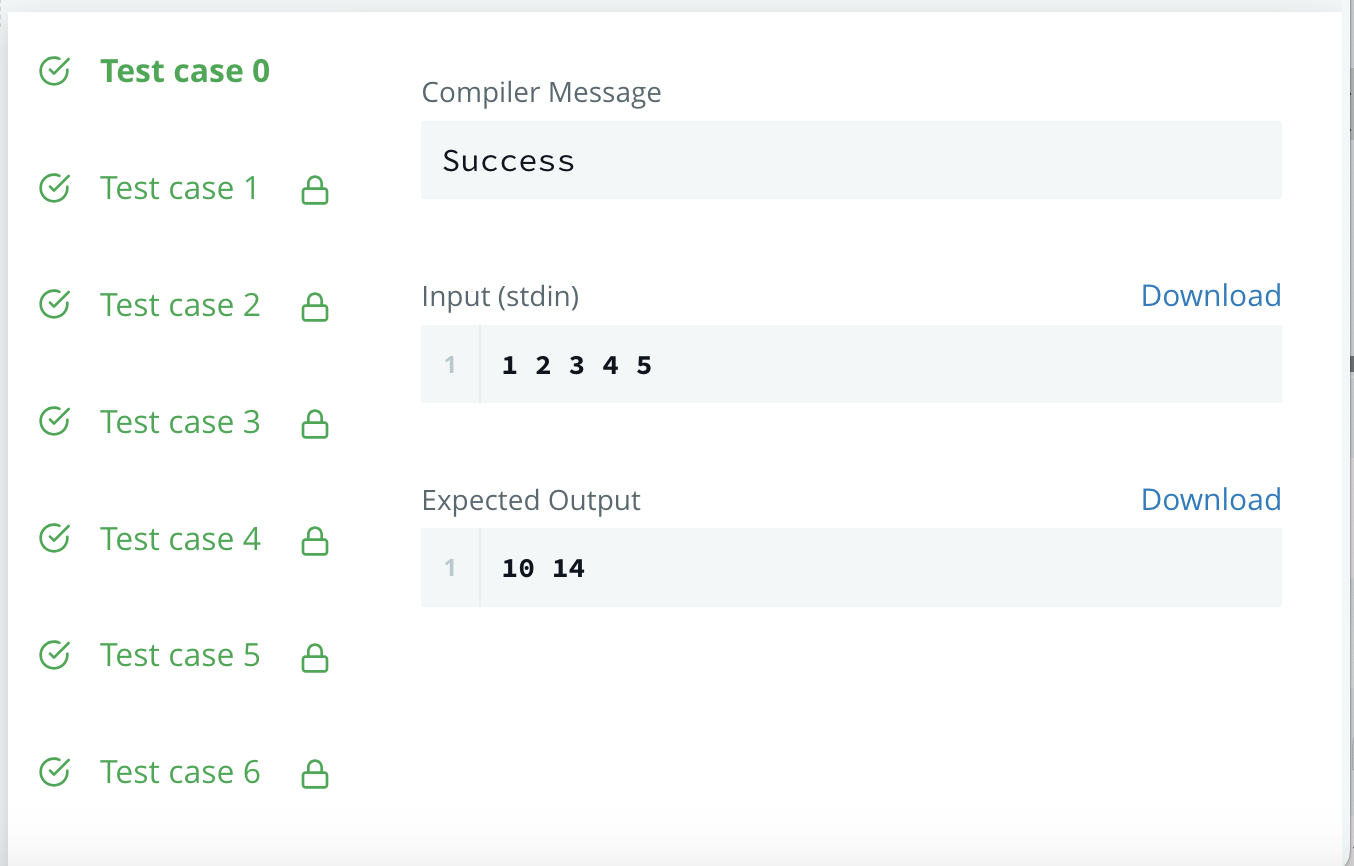 Test case 0
Test case 1
Test case 2
Test case 3
Test case 4
Test case 5
Test case 6
Compiler Message
Success
Input (stdin)
Download
1 1 2 3 4 5
Expected Output
Download
1 10 14